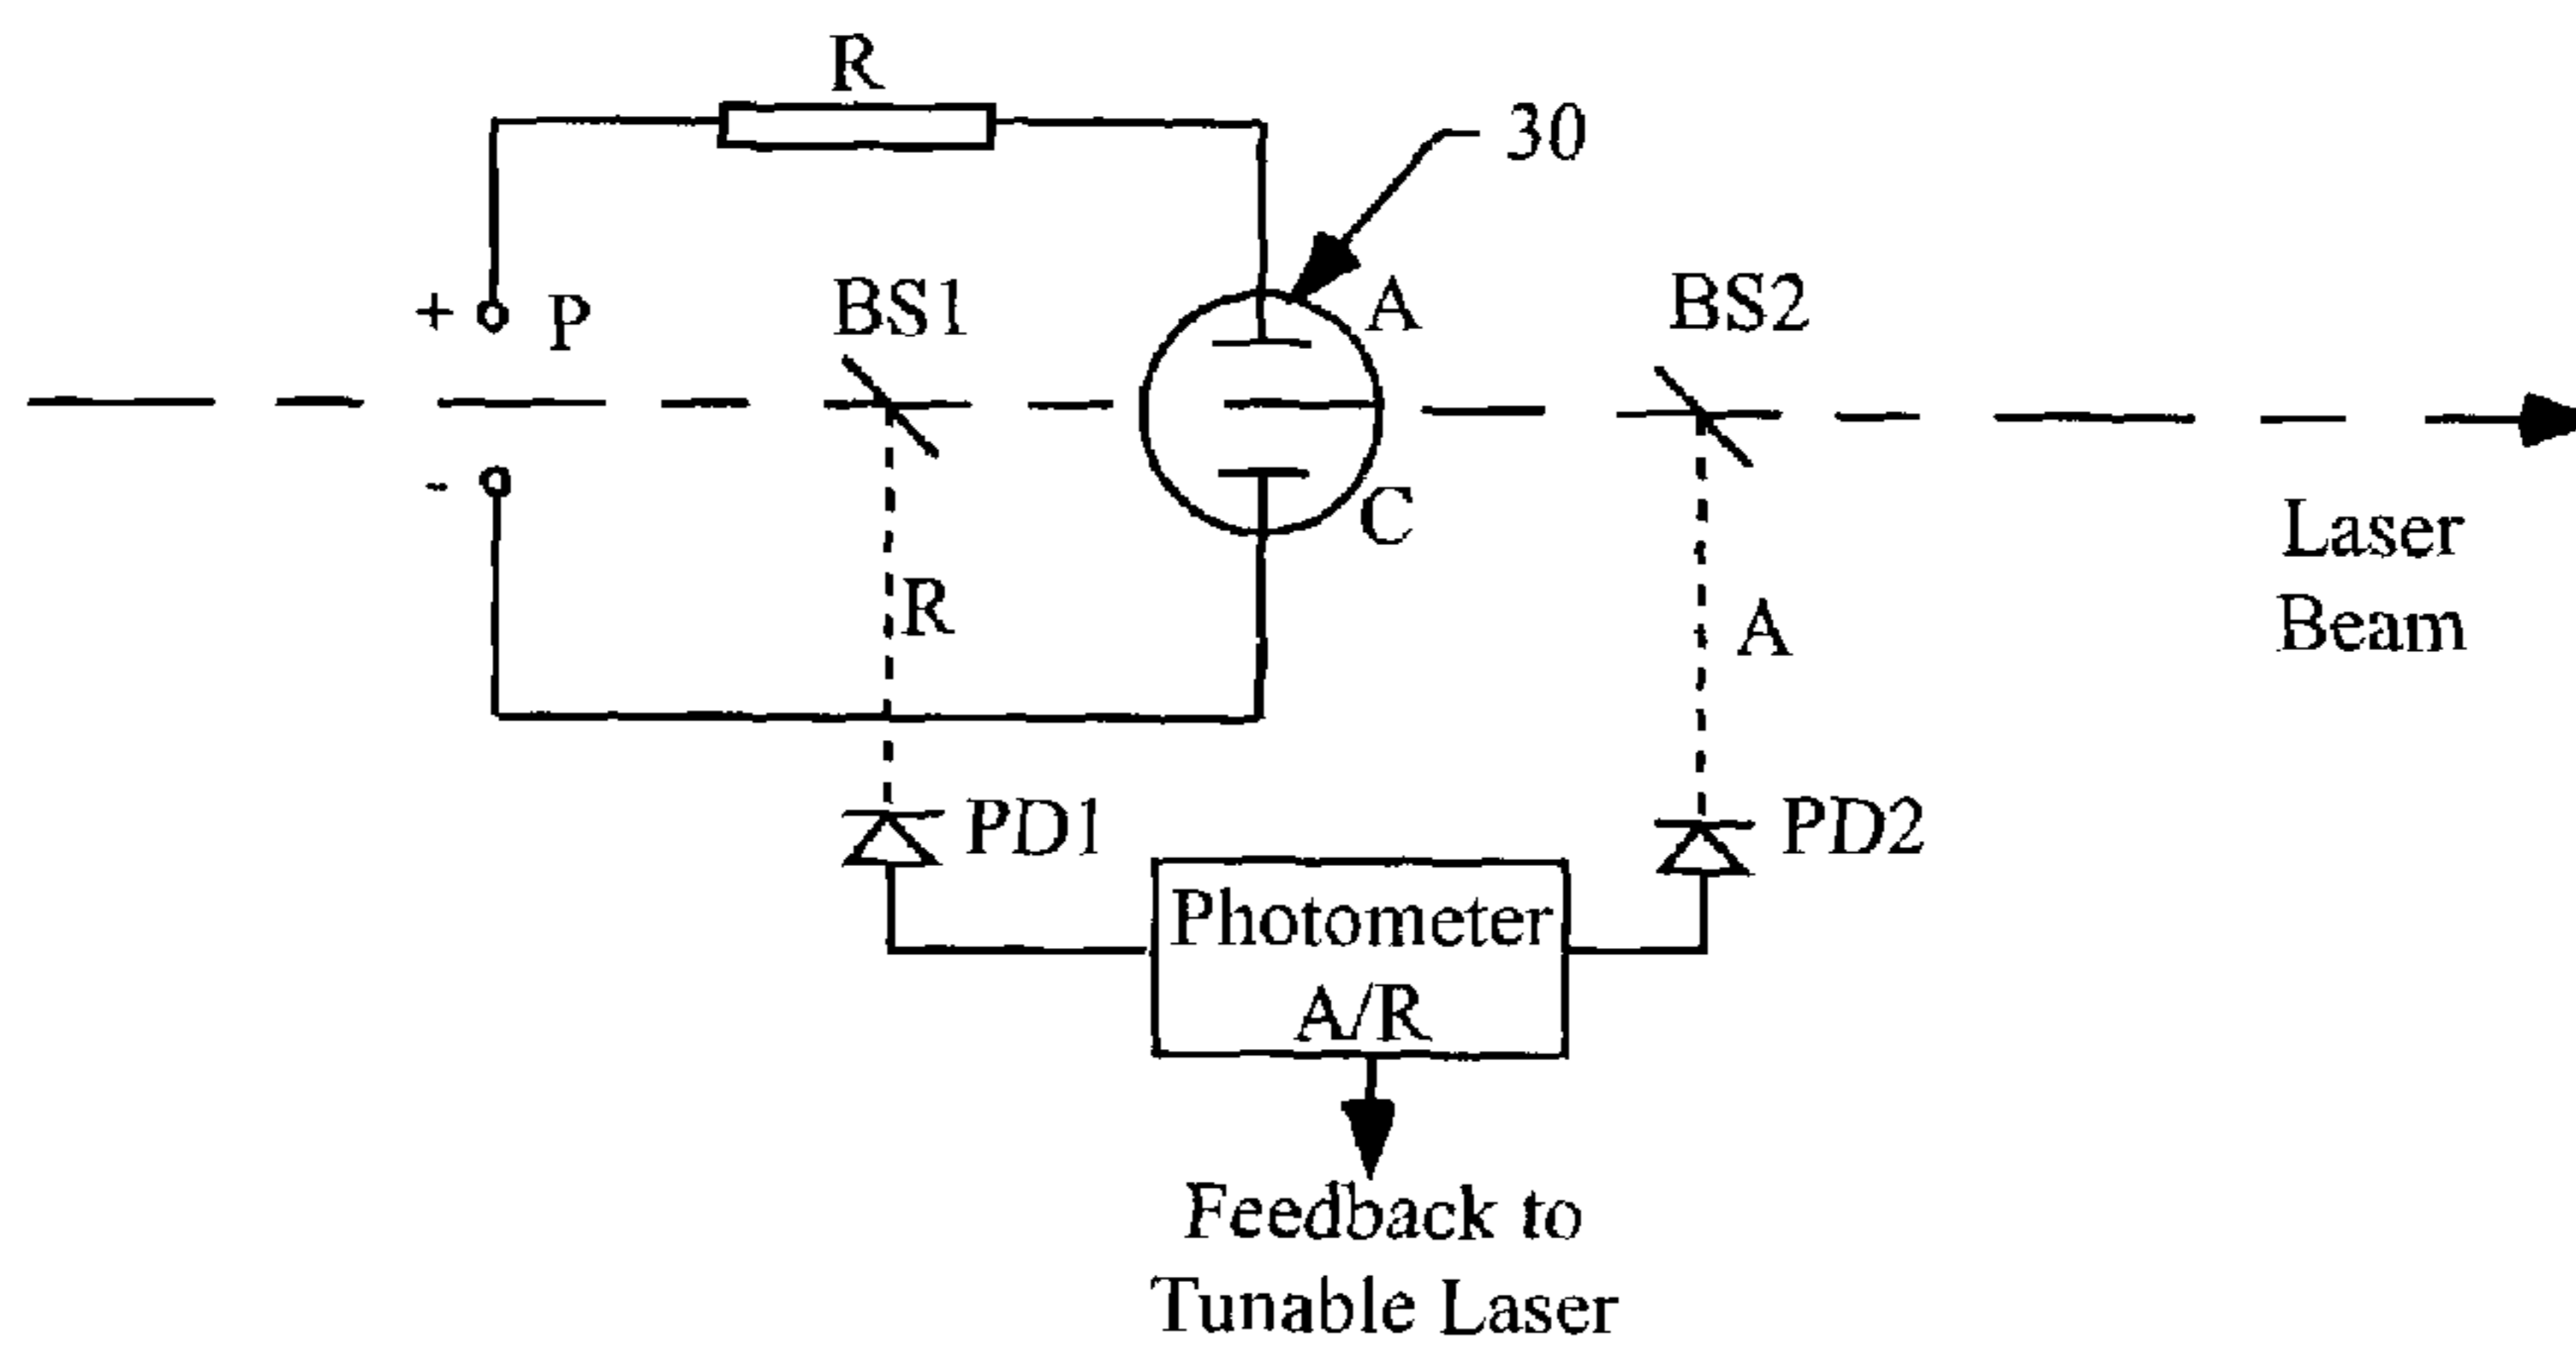 R
30
+ P
BS1
A
BS2
-
C
Laser
Beam
R
A
PD1
PD2
Photometer
A/R
Feedback to
Tunable Laser